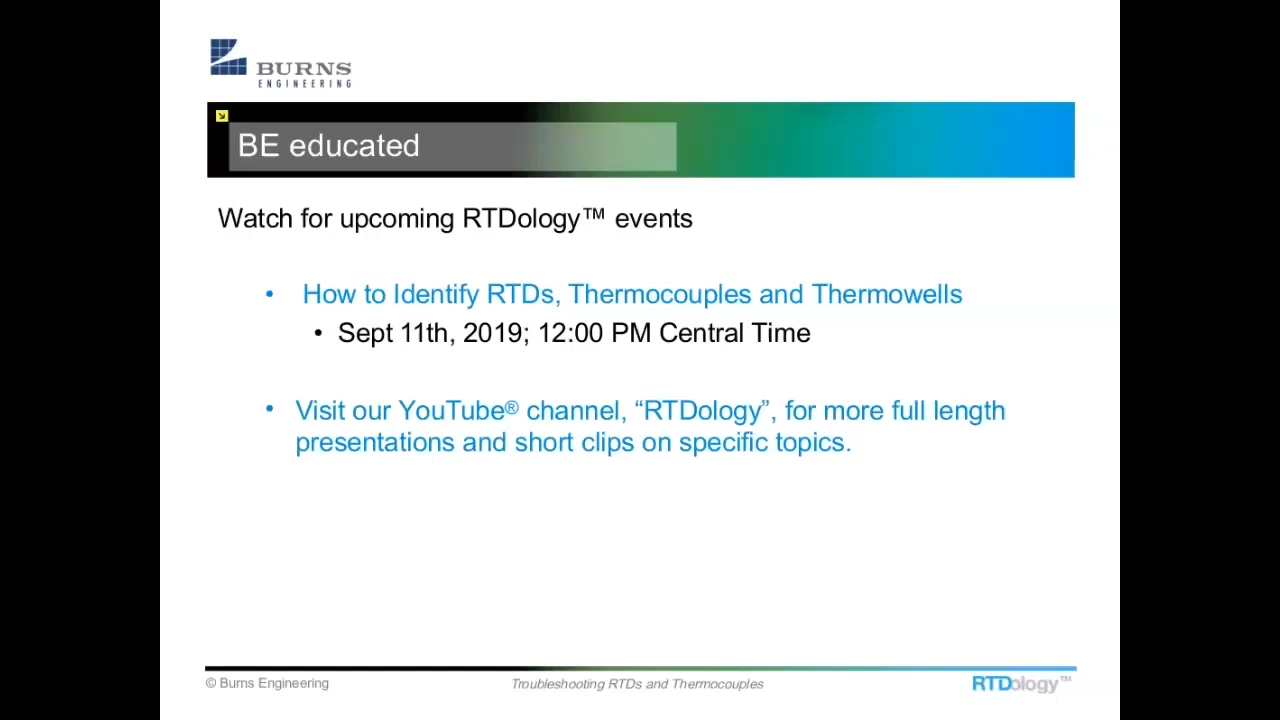 BURNS
ENGINEERING
BE educated
Watch for upcoming RTDology™ events
• How to Identify RTDs, Thermocouples and Thermowells
• Sept 11th, 2019; 12:00 PM Central Time
• Visit our YouTube® channel, “RTDology”, for more full length
presentations and short clips on specific topics.
© Burns Engineering
Troubleshooting RTDs and Thermocouples
RTDology™